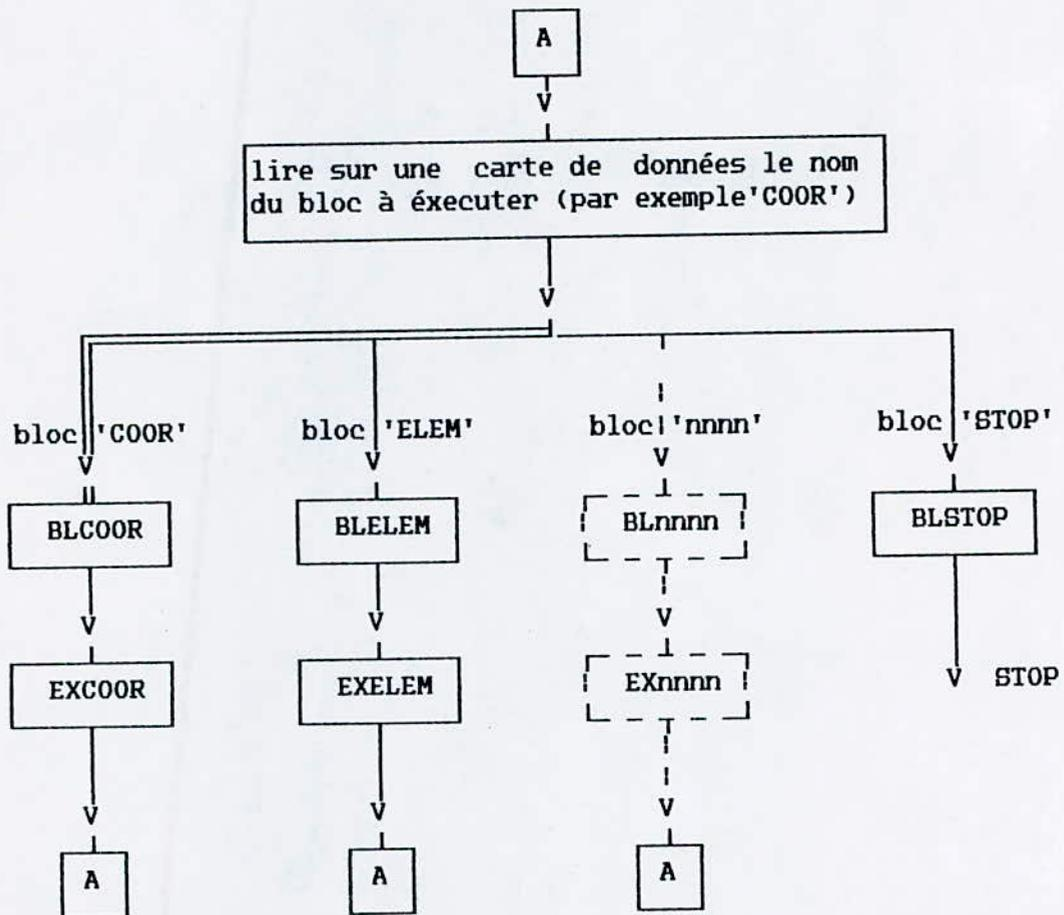 A
lire sur une carte de données le nom
du bloc à éxecuter (par exemple'COOR')
bloc 'COOR' bloc 'ELEM' bloc 'nnnn' bloc 'STOP'
BLCOOR BLELEM BLnnnn BLSTOP
EXCOOR EXELEM EXnnnn STOP
A A A